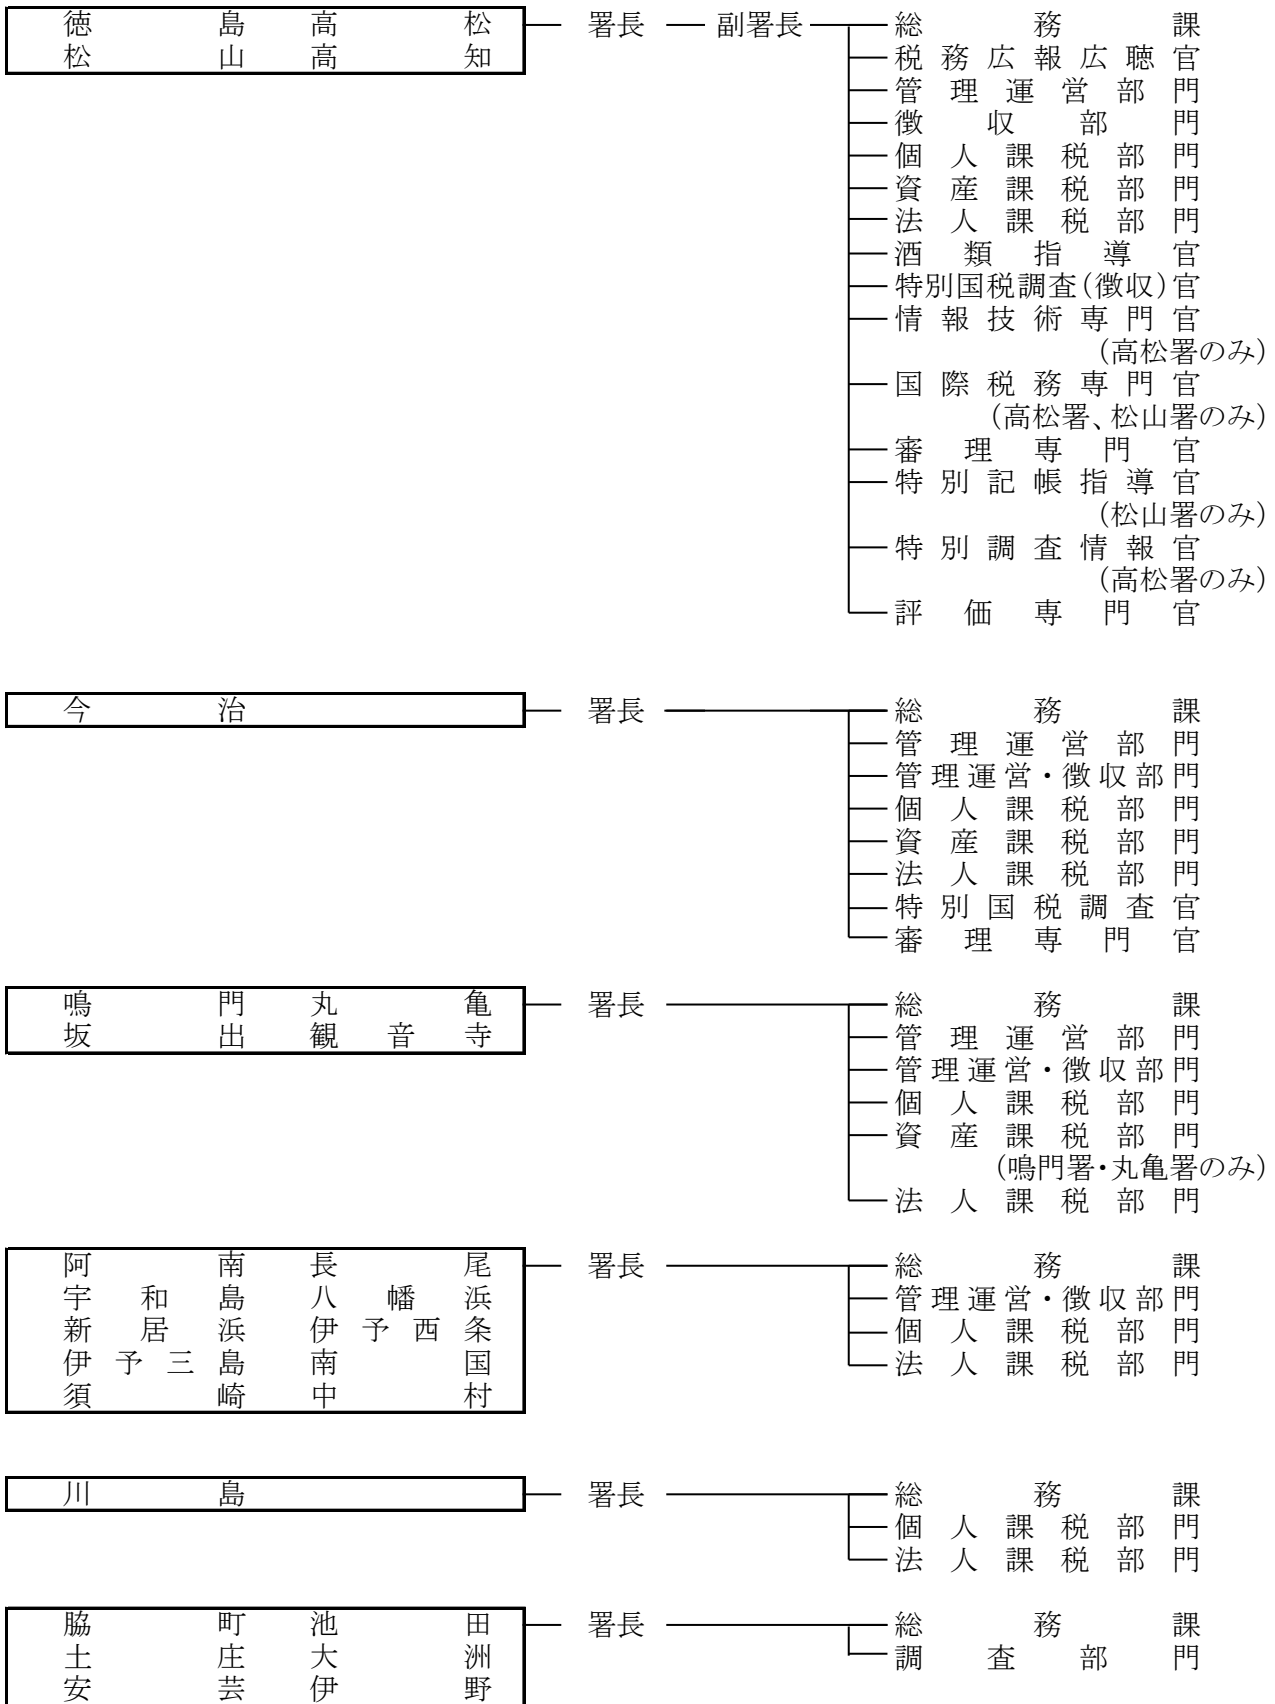 徳島 高松 署長 副署長 総務課
松山 高知 税務広報広聴官
管理運営部門
徴収部門
個人課税部門
資産課税部門
法人課税部門
酒類指導官
特別国税調査(徴収)官
情報技術専門官
(高松署のみ)
国際税務専門官
(高松署、松山署のみ)
審理専門官
特別記帳指導官
(松山署のみ)
特別調査情報官
(高松署のみ)
評価専門官
今治 署長 総務課
管理運営部門
管理運営・徴収部門
個人課税部門
資産課税部門
法人課税部門
特別国税調査官
審理専門官
鳴門 丸亀 署長 総務課
坂出 観音寺 管理運営部門
管理運営・徴収部門
個人課税部門
資産課税部門
(鳴門署・丸亀署のみ)
法人課税部門
阿南 長尾 署長 総務課
宇和島 八幡浜 管理運営・徴収部門
新居浜 伊予西条 個人課税部門
伊予三島 南国 法人課税部門
須崎 中村
川島 署長 総務課
個人課税部門
法人課税部門
脇町 池田 署長 総務課
土庄 大洲 調査部門
安芸 伊野